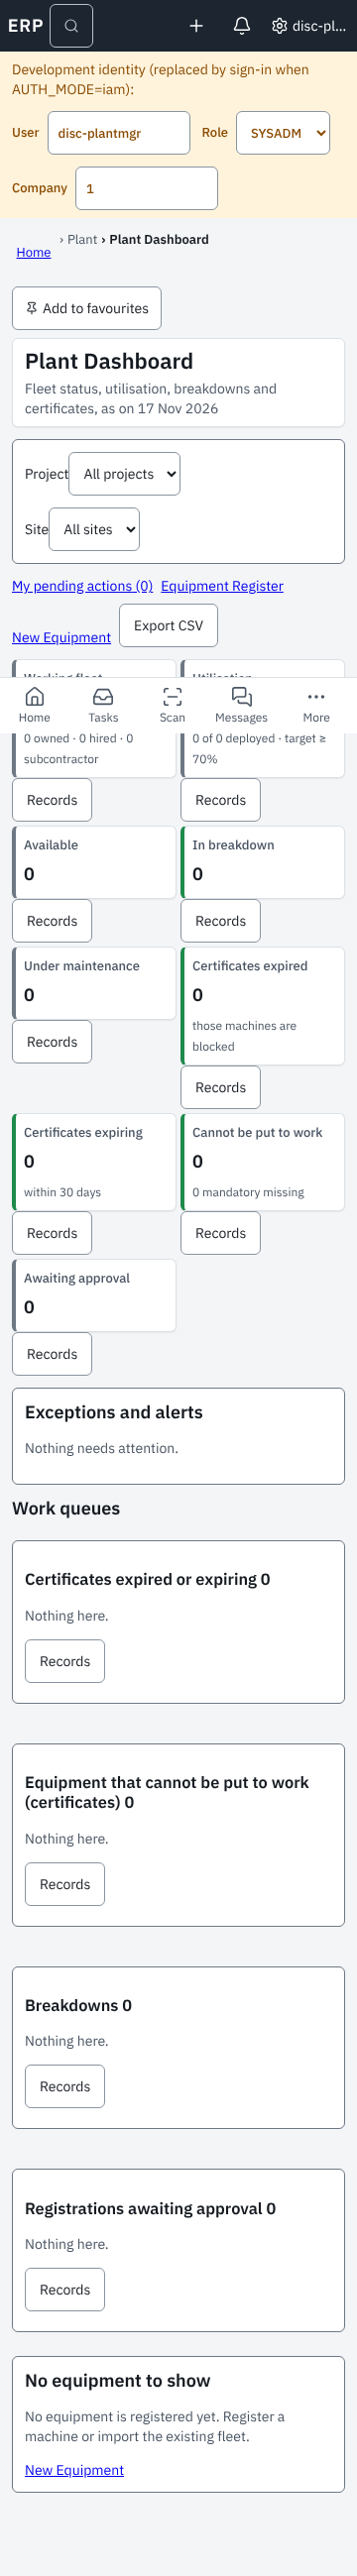 ERP
disc-pl...
Development identity (replaced by sign-in when
AUTH_MODE=iam):
User disc-plantmgr Role SYSADM
Company 1
Home › Plant › Plant Dashboard
Add to favourites
Plant Dashboard
Fleet status, utilisation, breakdowns and
certificates, as on 17 Nov 2026
Project All projects
Site All sites
My pending actions (0) Equipment Register
New Equipment Export CSV
Home Tasks Scan Messages More
0 owned · 0 hired · 0
subcontractor
0 of 0 deployed · target ≥
70%
Records Records
Available
0
In breakdown
0
Records Records
Under maintenance
0
Records
Certificates expired
0
those machines are
blocked
Records
Certificates expiring
0
within 30 days
Records
Cannot be put to work
0
0 mandatory missing
Records
Awaiting approval
0
Records
Exceptions and alerts
Nothing needs attention.
Work queues
Certificates expired or expiring 0
Nothing here.
Records
Equipment that cannot be put to work
(certificates) 0
Nothing here.
Records
Breakdowns 0
Nothing here.
Records
Registrations awaiting approval 0
Nothing here.
Records
No equipment to show
No equipment is registered yet. Register a
machine or import the existing fleet.
New Equipment